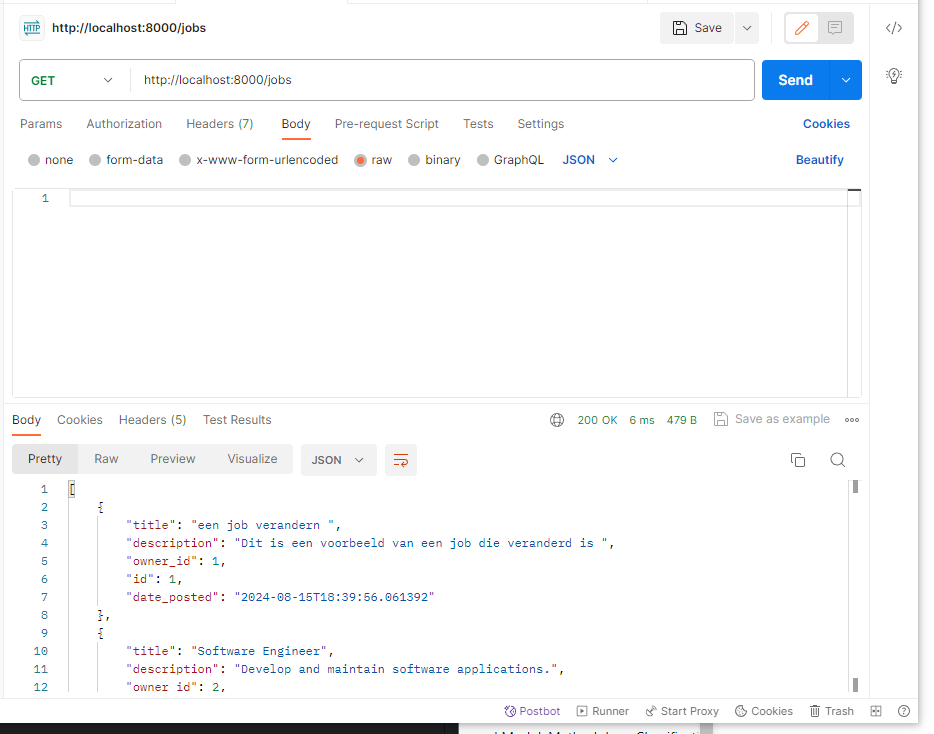 HTTP http://localhost:8000/jobs Save
GET http://localhost:8000/jobs Send
Params Authorization Headers (7) Body Pre-request Script Tests Settings Cookies
none form-data x-www-form-urlencoded raw binary GraphQL JSON Beautify
1
Body Cookies Headers (5) Test Results 200 OK 6 ms 479 B Save as example
Pretty Raw Preview Visualize JSON
1 [
2 {
3 "title": "een job verandern ",
4 "description": "Dit is een voorbeeld van een job die veranderd is ",
5 "owner_id": 1,
6 "id": 1,
7 "date_posted": "2024-08-15T18:39:56.061392"
8 },
9 {
10 "title": "Software Engineer",
11 "description": "Develop and maintain software applications.",
12 "owner_id": 2,
Postbot Runner Start Proxy Cookies Trash